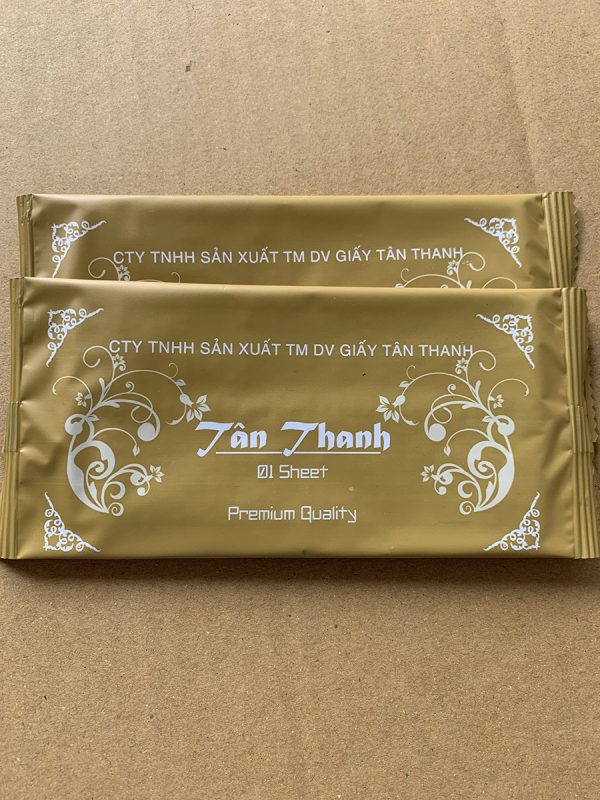 CTY TNHH SẢN XUẤT TM DV GIẤY TÂN THANH
CTY TNHH SẢN XUẤT TM DV GIẤY TÂN THANH
Tân Thanh
01 Sheet
Premium Quality